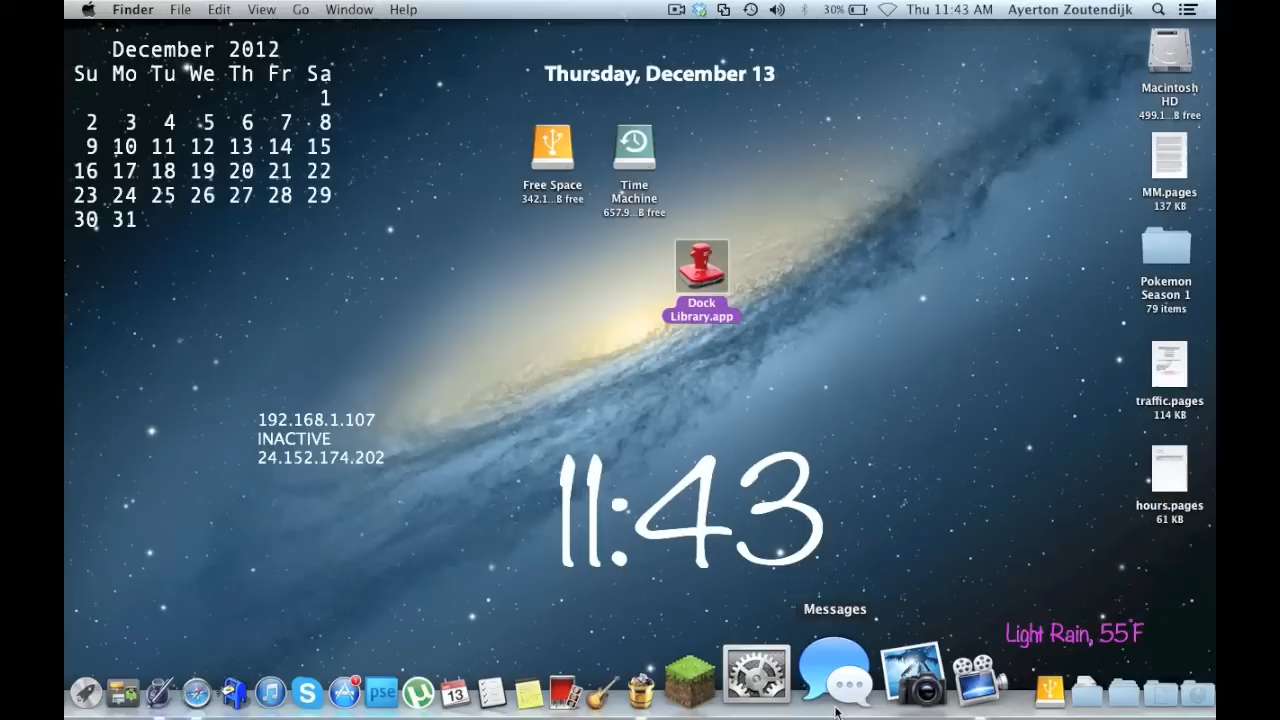 Finder File Edit View Go Window Help 30% Thu 11:43 AM Ayerton Zoutendijk
December 2012
Su Mo Tu We Th Fr Sa
1
2 3 4 5 6 7 8
9 10 11 12 13 14 15
16 17 18 19 20 21 22
23 24 25 26 27 28 29
30 31
Thursday, December 13
Free Space
342.1...B free
Time
Machine
657.9...B free
Dock
Library.app
Macintosh
HD
499.1...B free
MM.pages
137 KB
Pokemon
Season 1
79 items
traffic.pages
114 KB
hours.pages
61 KB
192.168.1.107
INACTIVE
24.152.174.202
11:43
Messages
Light Rain, 55F
pse
13